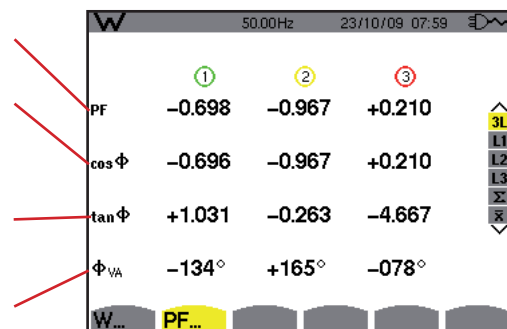 W 50.00Hz 23/10/09 07:59
1 2 3
PF -0.698 -0.967 +0.210
cos Φ -0.696 -0.967 +0.210
tan Φ +1.031 -0.263 -4.667
Φ VA -134° +165° -078°
3L
L1
L2
L3
Σ
x̄
W... PF...